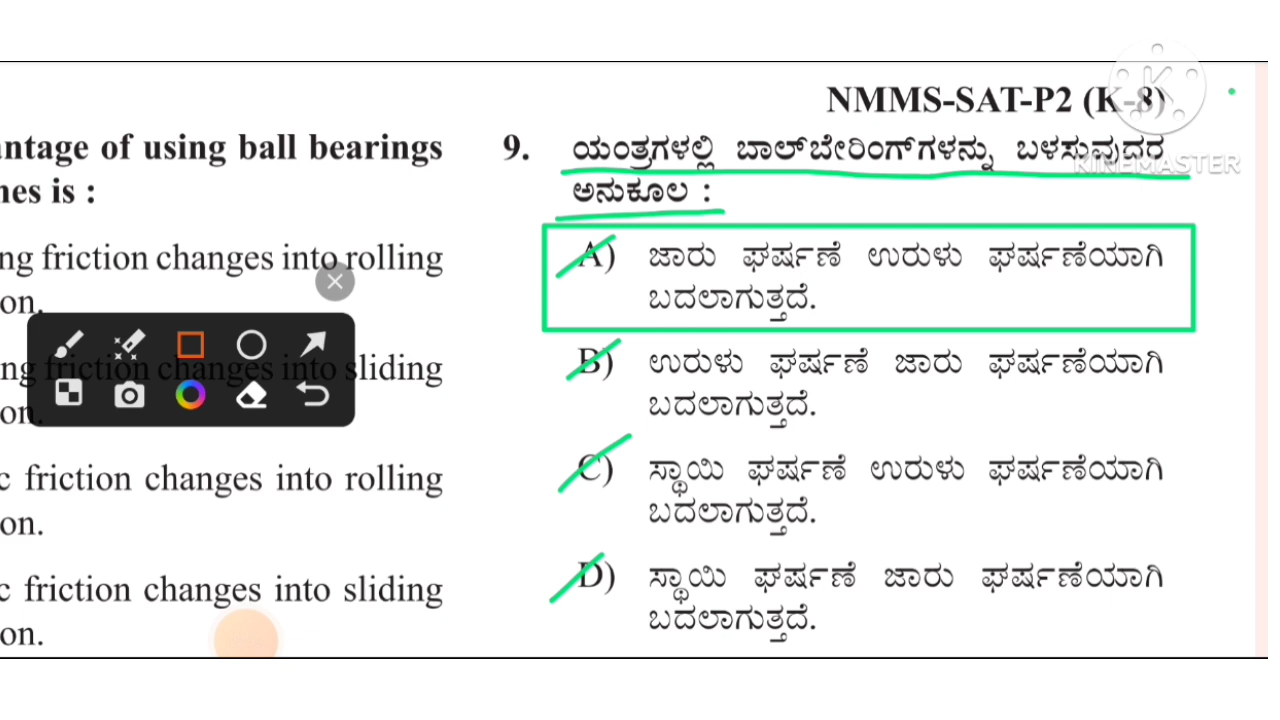 NMMS-SAT-P2 (K-8)
KINEMASTER
ntage of using ball bearings
nes is :
ng friction changes into rolling
on.
ng friction changes into sliding
on.
c friction changes into rolling
on.
c friction changes into sliding
on.
9. ಯಂತ್ರಗಳಲ್ಲಿ ಬಾಲ್‌ಬೇರಿಂಗ್‌ಗಳನ್ನು ಬಳಸುವುದರ
ಅನುಕೂಲ :
A) ಜಾರು ಘರ್ಷಣೆ ಉರುಳು ಘರ್ಷಣೆಯಾಗಿ
ಬದಲಾಗುತ್ತದೆ.
B) ಉರುಳು ಘರ್ಷಣೆ ಜಾರು ಘರ್ಷಣೆಯಾಗಿ
ಬದಲಾಗುತ್ತದೆ.
C) ಸ್ಥಾಯಿ ಘರ್ಷಣೆ ಉರುಳು ಘರ್ಷಣೆಯಾಗಿ
ಬದಲಾಗುತ್ತದೆ.
D) ಸ್ಥಾಯಿ ಘರ್ಷಣೆ ಜಾರು ಘರ್ಷಣೆಯಾಗಿ
ಬದಲಾಗುತ್ತದೆ.